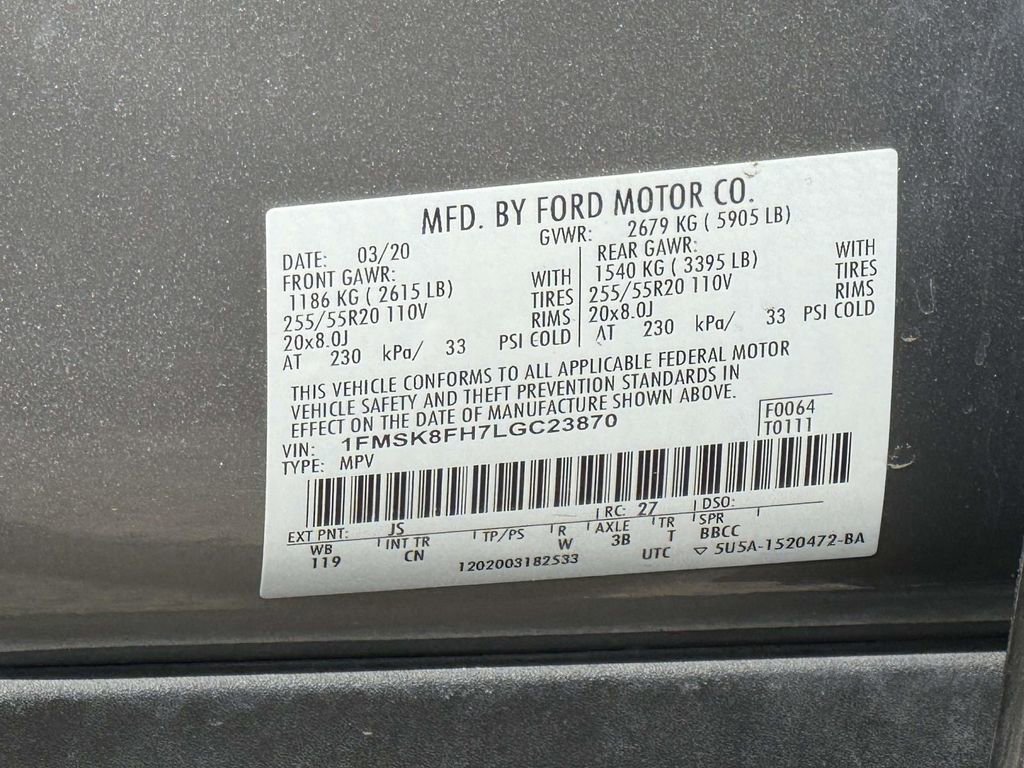 MFD. BY FORD MOTOR CO.
DATE: 03/20
GVWR: 2679 KG ( 5905 LB)
FRONT GAWR:
1186 KG ( 2615 LB) WITH
255/55R20 110V TIRES
20x8.0J RIMS
AT 230 kPa/ 33 PSI COLD
REAR GAWR:
1540 KG ( 3395 LB) WITH
255/55R20 110V TIRES
20x8.0J RIMS
AT 230 kPa/ 33 PSI COLD
THIS VEHICLE CONFORMS TO ALL APPLICABLE FEDERAL MOTOR
VEHICLE SAFETY AND THEFT PREVENTION STANDARDS IN
EFFECT ON THE DATE OF MANUFACTURE SHOWN ABOVE.
VIN: 1FMSK8FH7LGC23870
F0064
TYPE: MPV
T0111
EXT PNT: JS RC: 27 DSO:
WB INT TR TP/PS R AXLE TR SPR
119 CN W 3B T BBCC
1202003182533 UTC ▽ 5U5A-1520472-BA